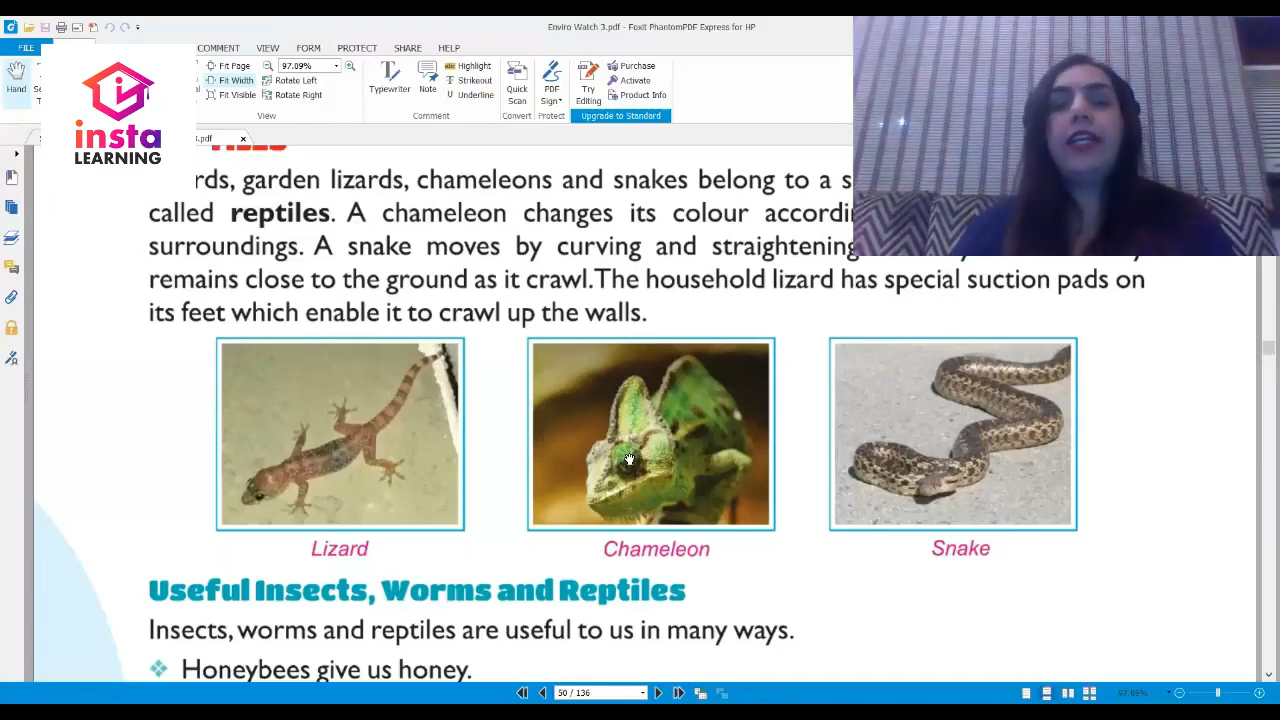 Enviro Watch 3.pdf - Foxit PhantomPDF Express for HP
FILE COMMENT VIEW FORM PROTECT SHARE HELP
Hand
Fit Page
Fit Width
Fit Visible
97.09%
Rotate Left
Rotate Right
View
Typewriter
Note
Highlight
Strikeout
Comment
Quick Scan
Convert
PDF Sign
Protect
Try Editing
Purchase
Activate
Product Info
Upgrade to Standard
insta
LEARNING
3.pdf
rds, garden lizards, chameleons and snakes belong to a s
called reptiles. A chameleon changes its colour accordin
surroundings. A snake moves by curving and straightening
remains close to the ground as it crawl. The household lizard has special suction pads on
its feet which enable it to crawl up the walls.
Lizard Chameleon Snake
Useful Insects, Worms and Reptiles
Insects, worms and reptiles are useful to us in many ways.
❖ Honeybees give us honey.
50 / 136
97.09%